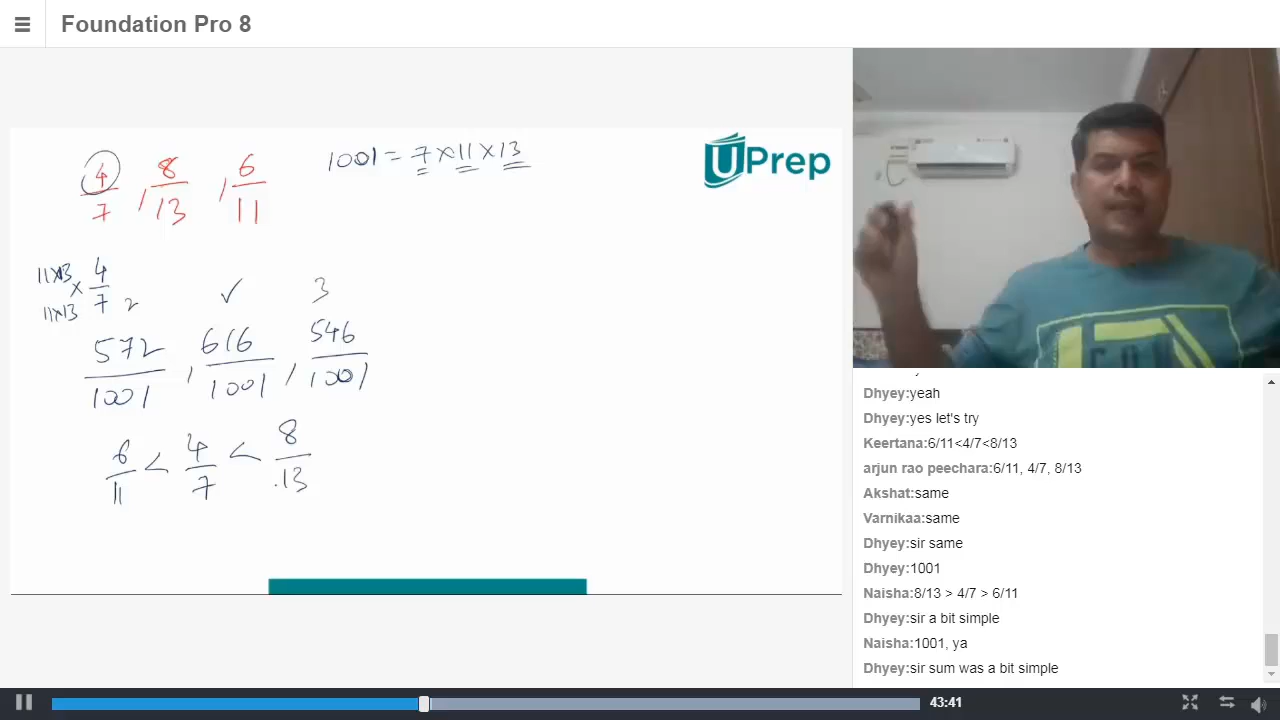 Foundation Pro 8
4/7 , 8/13 , 6/11
1001 = 7 × 11 × 13
UPrep
11×13/11×13 × 4/7
2 ✓ 3
572/1001 , 616/1001 , 546/1001
6/11 < 4/7 < 8/13
Dhyey:yeah
Dhyey:yes let's try
Keertana:6/11<4/7<8/13
arjun rao peechara:6/11, 4/7, 8/13
Akshat:same
Varnikaa:same
Dhyey:sir same
Dhyey:1001
Naisha:8/13 > 4/7 > 6/11
Dhyey:sir a bit simple
Naisha:1001, ya
Dhyey:sir sum was a bit simple
43:41